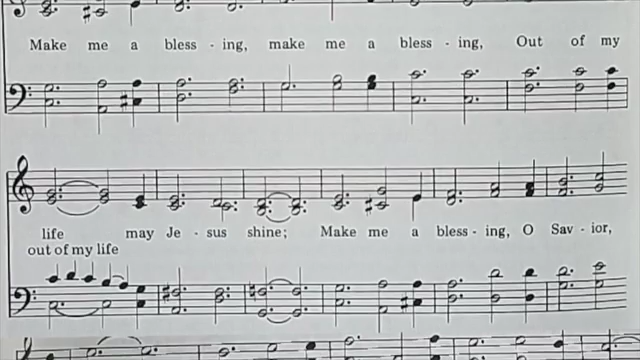 Make me a bless - ing, make me a bless - ing, Out of my
life may Je - sus shine; Make me a bless - ing, O Sav - ior,
out of my life